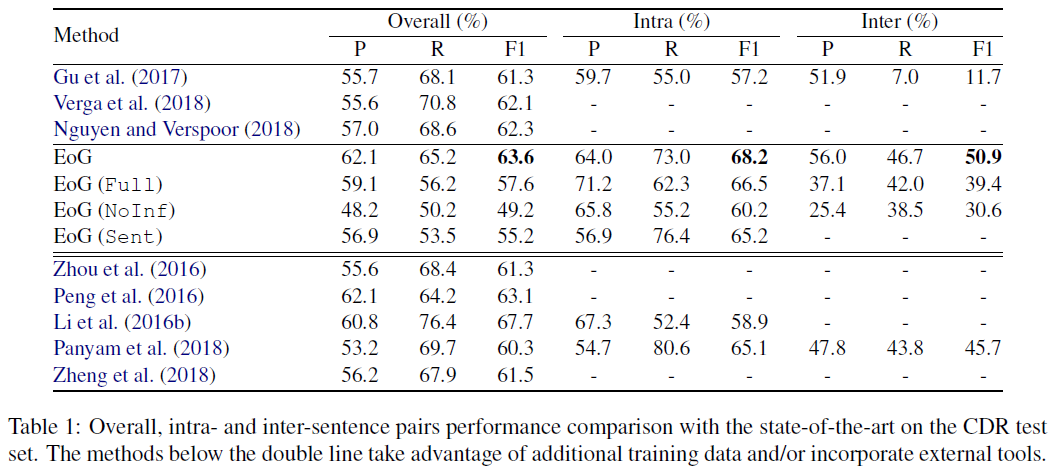 Method Overall (%) Intra (%) Inter (%)
P R F1 P R F1 P R F1
Gu et al. (2017) 55.7 68.1 61.3 59.7 55.0 57.2 51.9 7.0 11.7
Verga et al. (2018) 55.6 70.8 62.1 - - - - - -
Nguyen and Verspoor (2018) 57.0 68.6 62.3 - - - - - -
EoG 62.1 65.2 63.6 64.0 73.0 68.2 56.0 46.7 50.9
EoG (Full) 59.1 56.2 57.6 71.2 62.3 66.5 37.1 42.0 39.4
EoG (NoInf) 48.2 50.2 49.2 65.8 55.2 60.2 25.4 38.5 30.6
EoG (Sent) 56.9 53.5 55.2 56.9 76.4 65.2 - - -
Zhou et al. (2016) 55.6 68.4 61.3 - - - - - -
Peng et al. (2016) 62.1 64.2 63.1 - - - - - -
Li et al. (2016b) 60.8 76.4 67.7 67.3 52.4 58.9 - - -
Panyam et al. (2018) 53.2 69.7 60.3 54.7 80.6 65.1 47.8 43.8 45.7
Zheng et al. (2018) 56.2 67.9 61.5 - - - - - -
Table 1: Overall, intra- and inter-sentence pairs performance comparison with the state-of-the-art on the CDR test
set. The methods below the double line take advantage of additional training data and/or incorporate external tools.